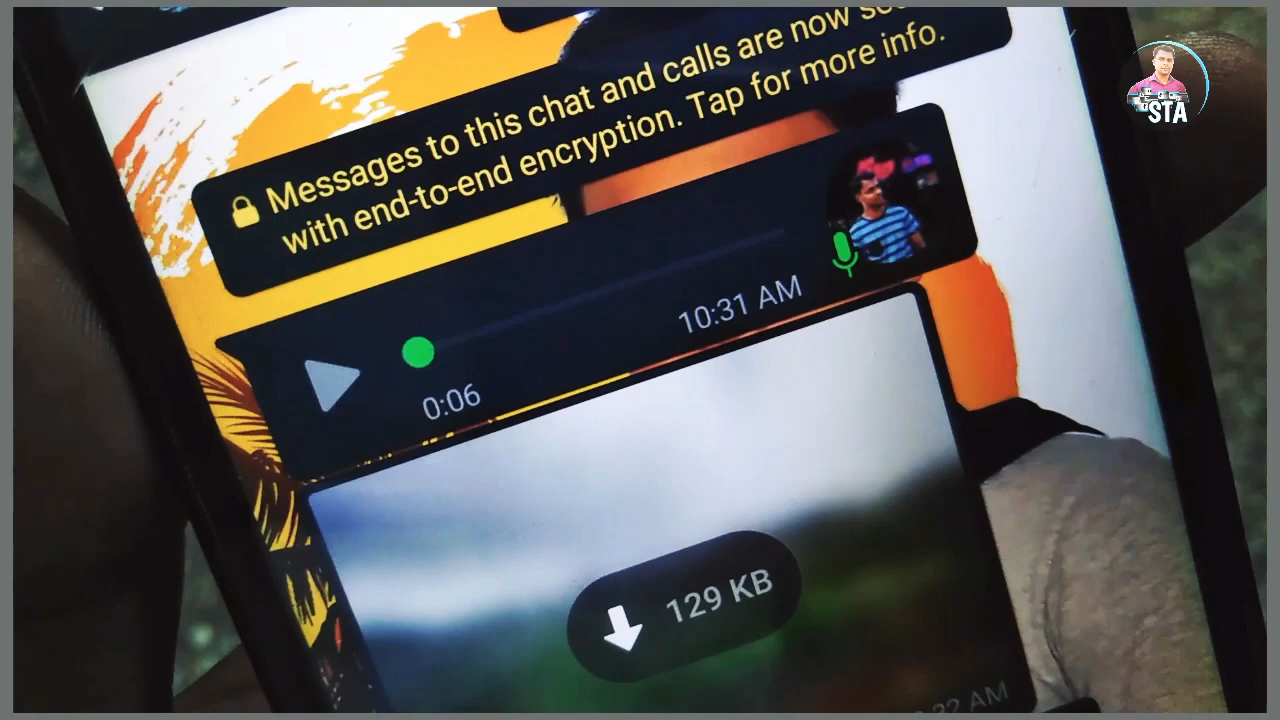 STA
Messages to this chat and calls are now
with end-to-end encryption. Tap for more info.
10:31 AM
0:06
129 KB
AM